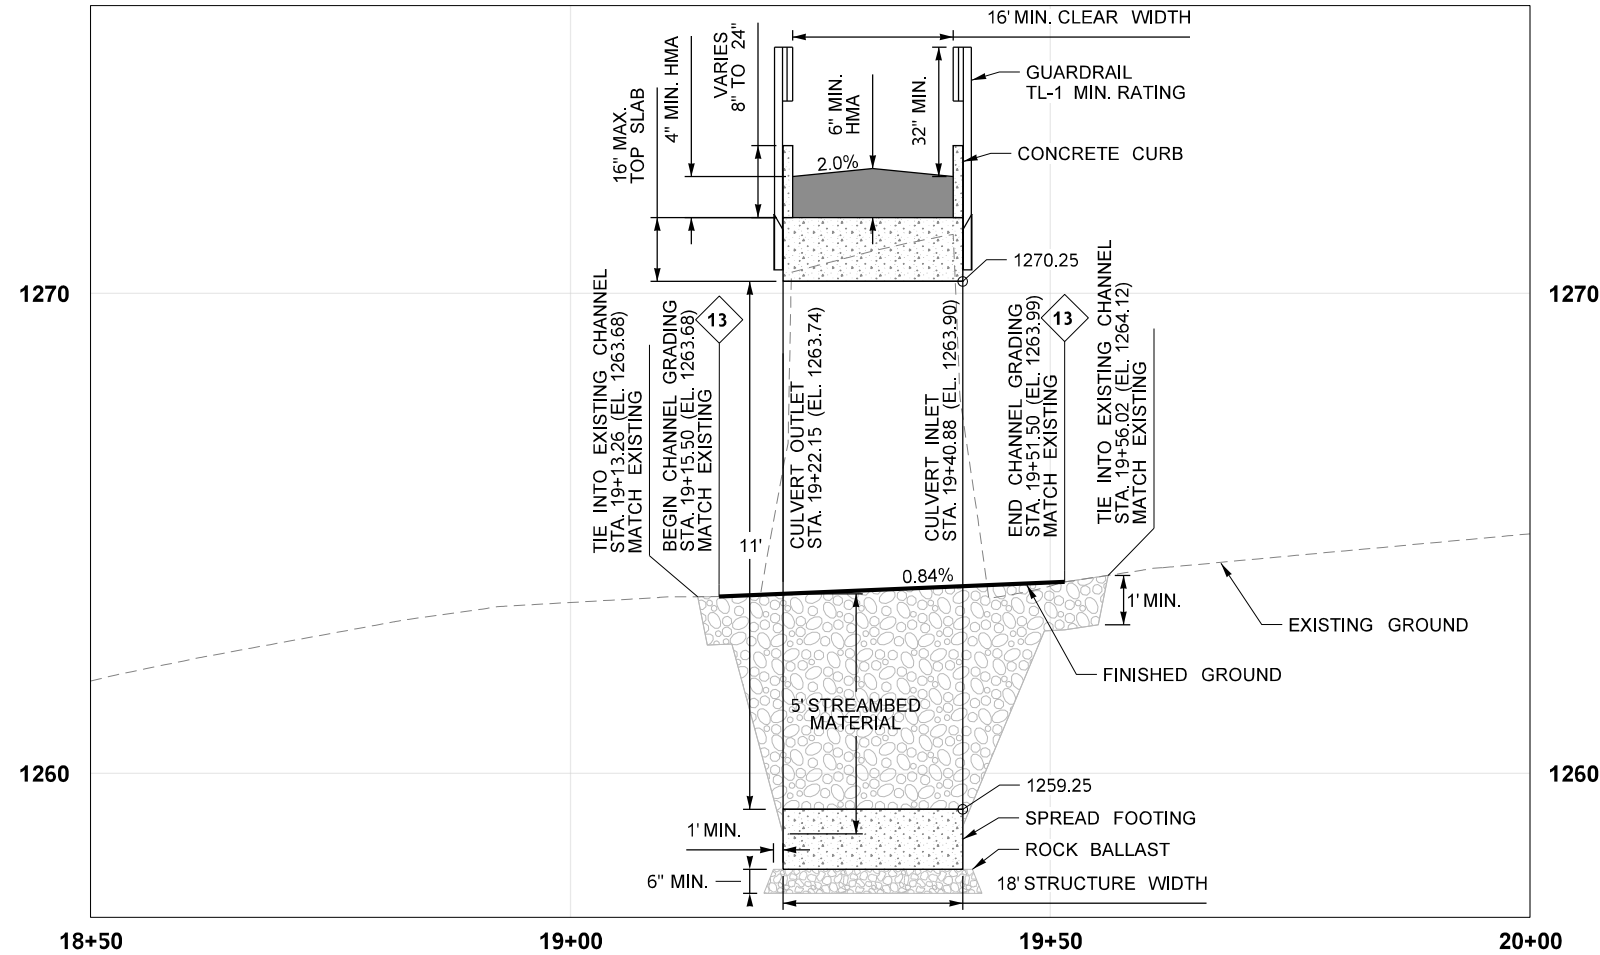 16' MIN. CLEAR WIDTH
GUARDRAIL
TL-1 MIN. RATING
CONCRETE CURB
16" MAX.
TOP SLAB
4" MIN. HMA
VARIES
8" TO 24"
6" MIN.
HMA
32" MIN.
2.0%
1270.25
1270
1270
TIE INTO EXISTING CHANNEL
STA. 19+13.26 (EL. 1263.68)
MATCH EXISTING
BEGIN CHANNEL GRADING
STA. 19+15.50 (EL. 1263.68)
MATCH EXISTING
13
CULVERT OUTLET
STA. 19+22.15 (EL. 1263.74)
CULVERT INLET
STA. 19+40.88 (EL. 1263.90)
END CHANNEL GRADING
STA. 19+51.50 (EL. 1263.99)
MATCH EXISTING
13
TIE INTO EXISTING CHANNEL
STA. 19+56.02 (EL. 1264.12)
MATCH EXISTING
11'
0.84%
1' MIN.
EXISTING GROUND
FINISHED GROUND
5' STREAMBED
MATERIAL
1260
1260
1259.25
SPREAD FOOTING
1' MIN.
ROCK BALLAST
6" MIN.
18' STRUCTURE WIDTH
18+50
19+00
19+50
20+00